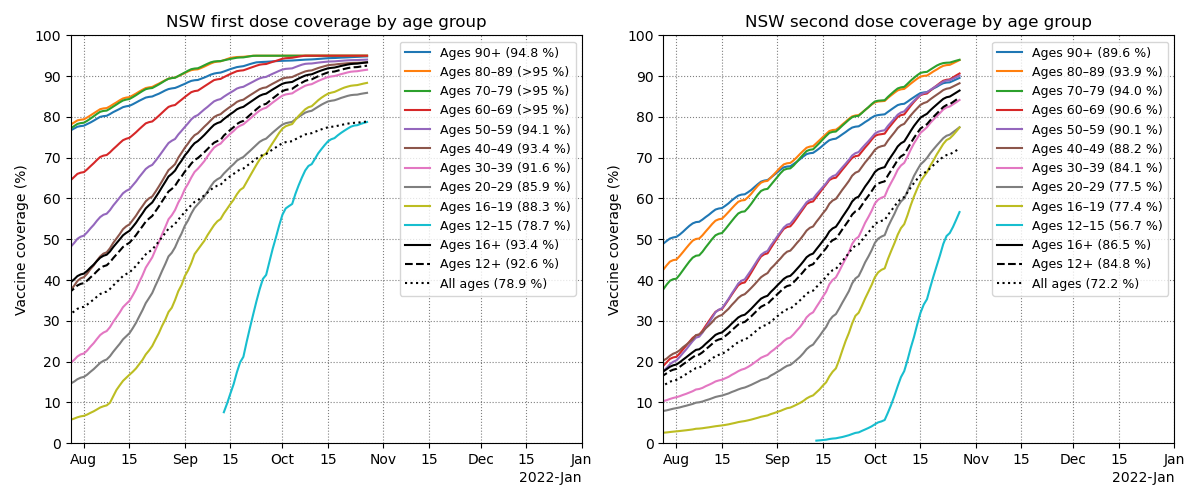 NSW first dose coverage by age group
Vaccine coverage (%)
100
90
80
70
60
50
40
30
20
10
0
Aug 15 Sep 15 Oct 15 Nov 15 Dec 15 Jan
2022-Jan
Ages 90+ (94.8 %)
Ages 80–89 (>95 %)
Ages 70–79 (>95 %)
Ages 60–69 (>95 %)
Ages 50–59 (94.1 %)
Ages 40–49 (93.4 %)
Ages 30–39 (91.6 %)
Ages 20–29 (85.9 %)
Ages 16–19 (88.3 %)
Ages 12–15 (78.7 %)
Ages 16+ (93.4 %)
Ages 12+ (92.6 %)
All ages (78.9 %)
NSW second dose coverage by age group
Vaccine coverage (%)
100
90
80
70
60
50
40
30
20
10
0
Aug 15 Sep 15 Oct 15 Nov 15 Dec 15 Jan
2022-Jan
Ages 90+ (89.6 %)
Ages 80–89 (93.9 %)
Ages 70–79 (94.0 %)
Ages 60–69 (90.6 %)
Ages 50–59 (90.1 %)
Ages 40–49 (88.2 %)
Ages 30–39 (84.1 %)
Ages 20–29 (77.5 %)
Ages 16–19 (77.4 %)
Ages 12–15 (56.7 %)
Ages 16+ (86.5 %)
Ages 12+ (84.8 %)
All ages (72.2 %)